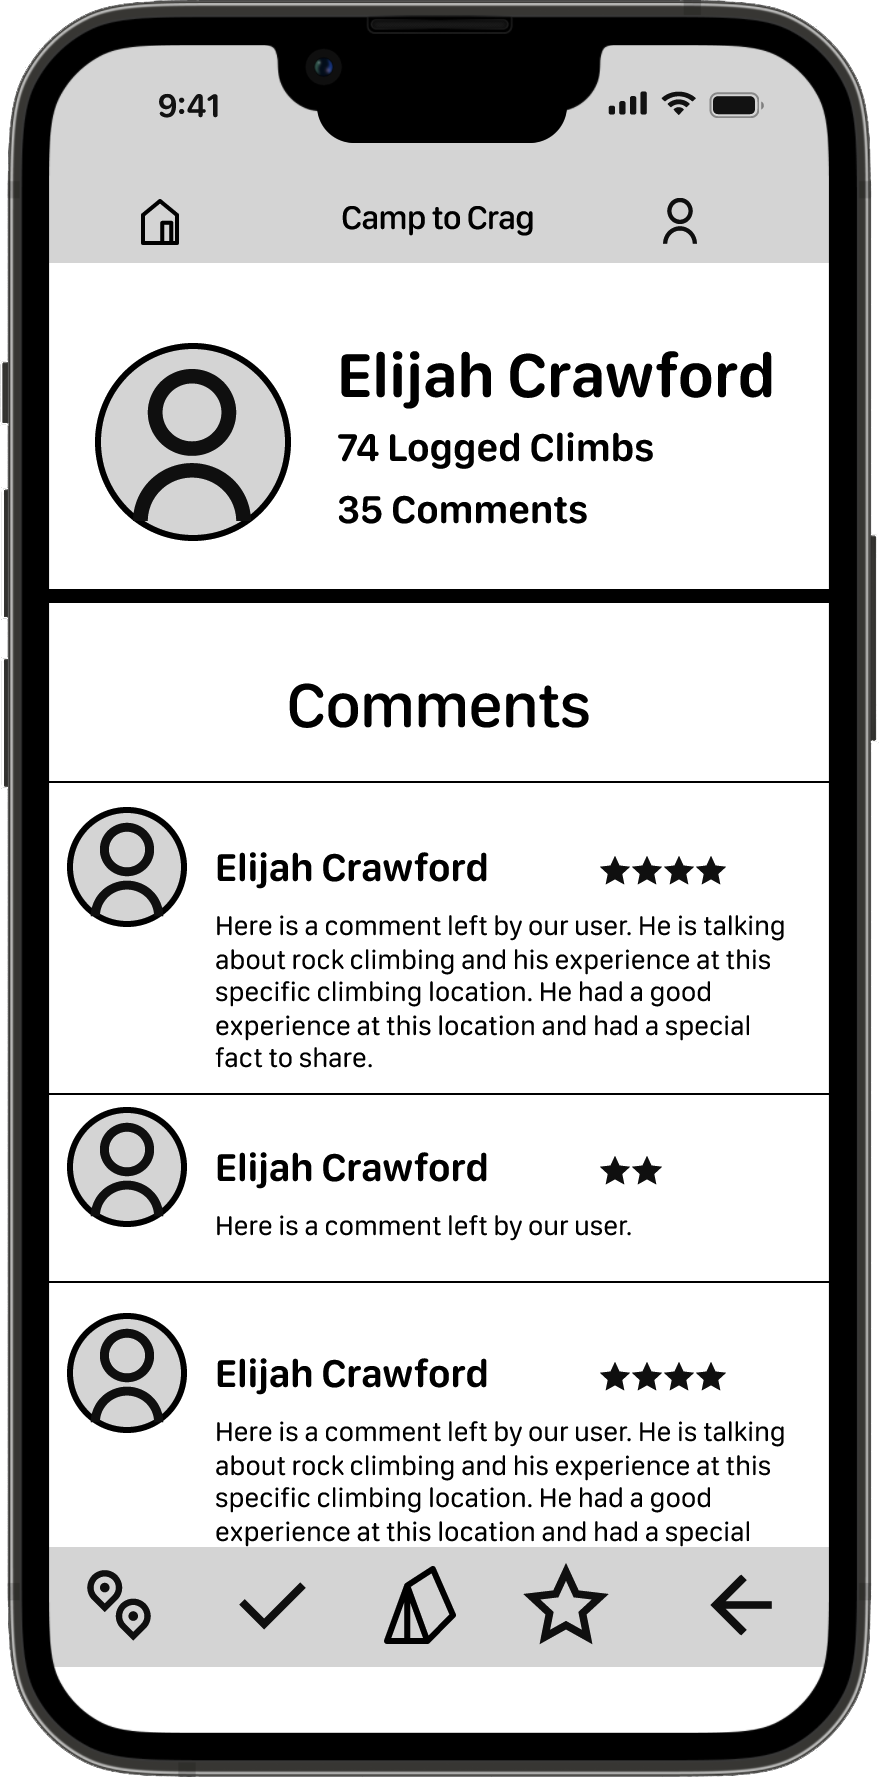 9:41
Camp to Crag
Elijah Crawford
74 Logged Climbs
35 Comments
Comments
Elijah Crawford
Here is a comment left by our user. He is talking
about rock climbing and his experience at this
specific climbing location. He had a good
experience at this location and had a special
fact to share.
Elijah Crawford
Here is a comment left by our user.
Elijah Crawford
Here is a comment left by our user. He is talking
about rock climbing and his experience at this
specific climbing location. He had a good
experience at this location and had a special